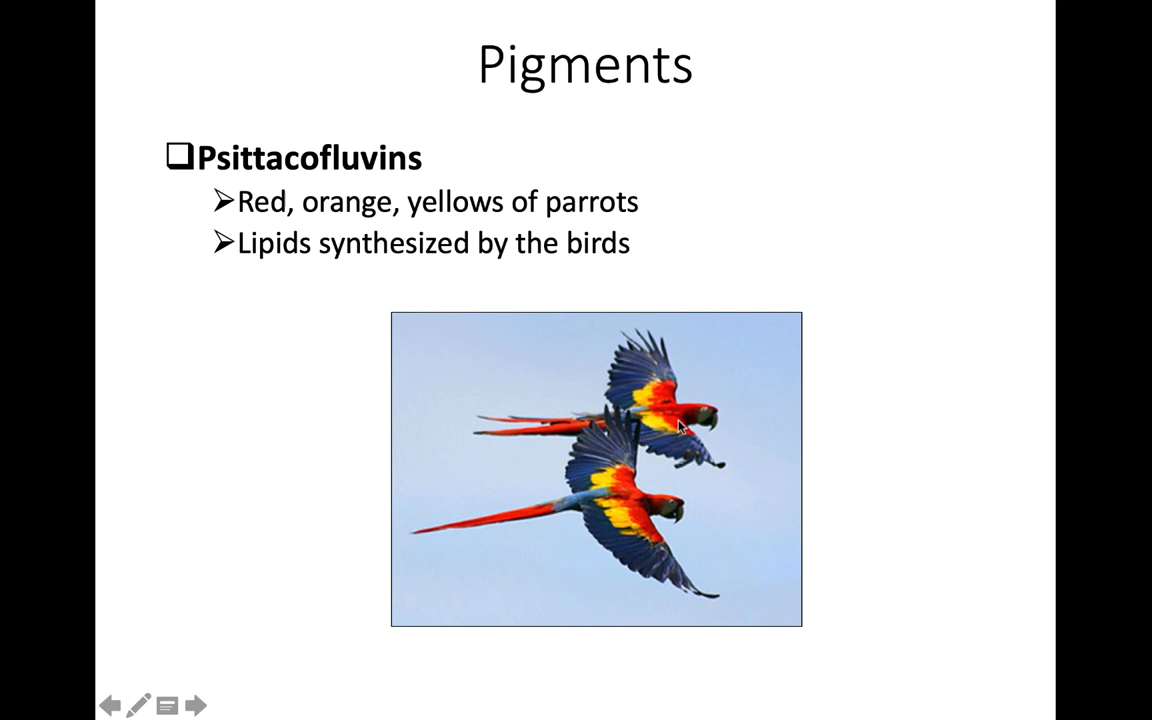 Pigments
Psittacofluvins
Red, orange, yellows of parrots
Lipids synthesized by the birds